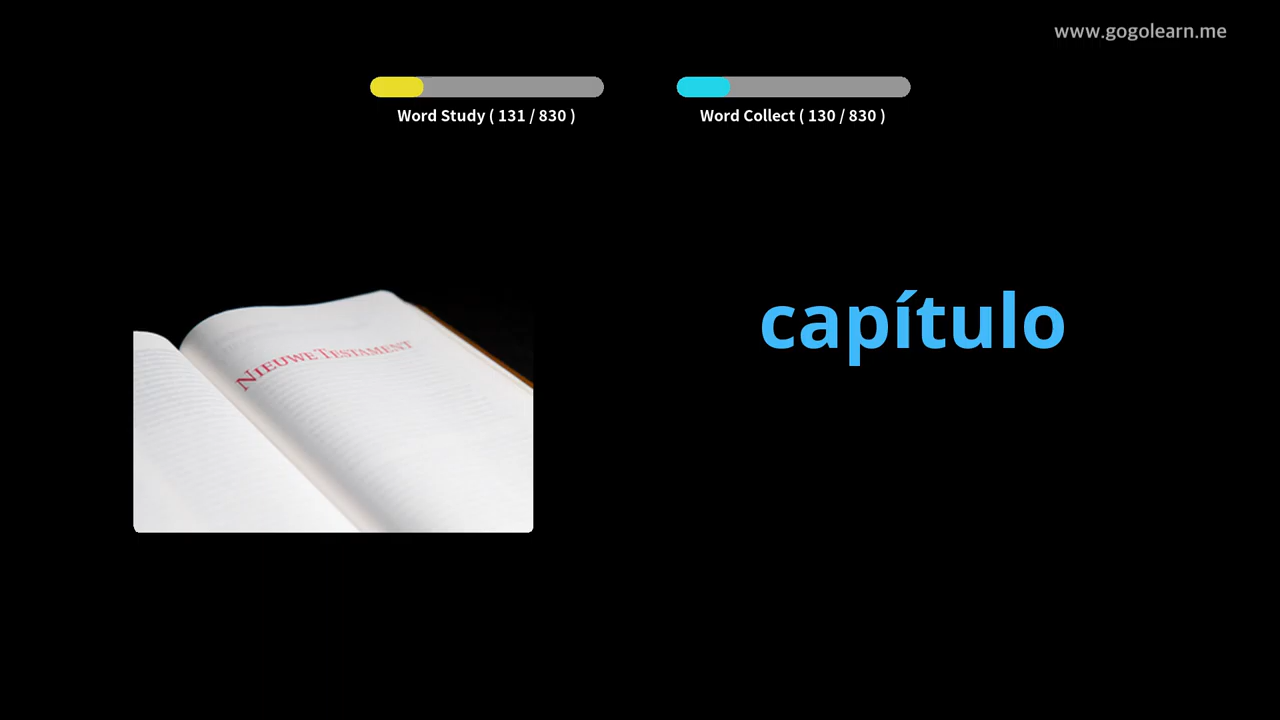 www.gogolearn.me
Word Study ( 131 / 830 )
Word Collect ( 130 / 830 )
NIEUWE TESTAMENT
capítulo